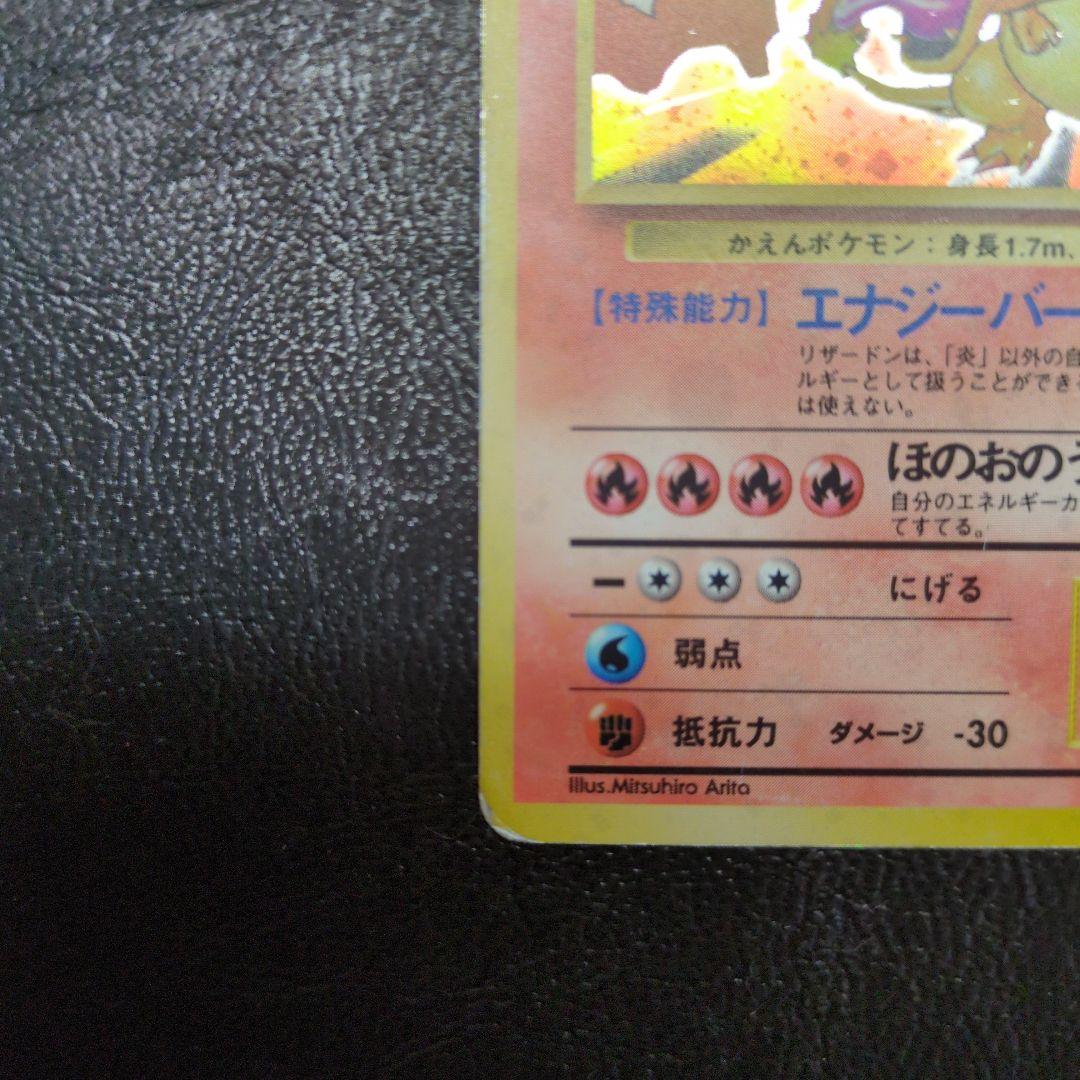 かえんポケモン：身長1.7m、
【特殊能力】 エナジーバー
リザードンは、「炎」以外の自
ルギーとして扱うことができ
は使えない。
ほのおのう
自分のエネルギーカ
てすてる。
にげる
弱点
抵抗力 ダメージ -30
Illus.Mitsuhiro Arita